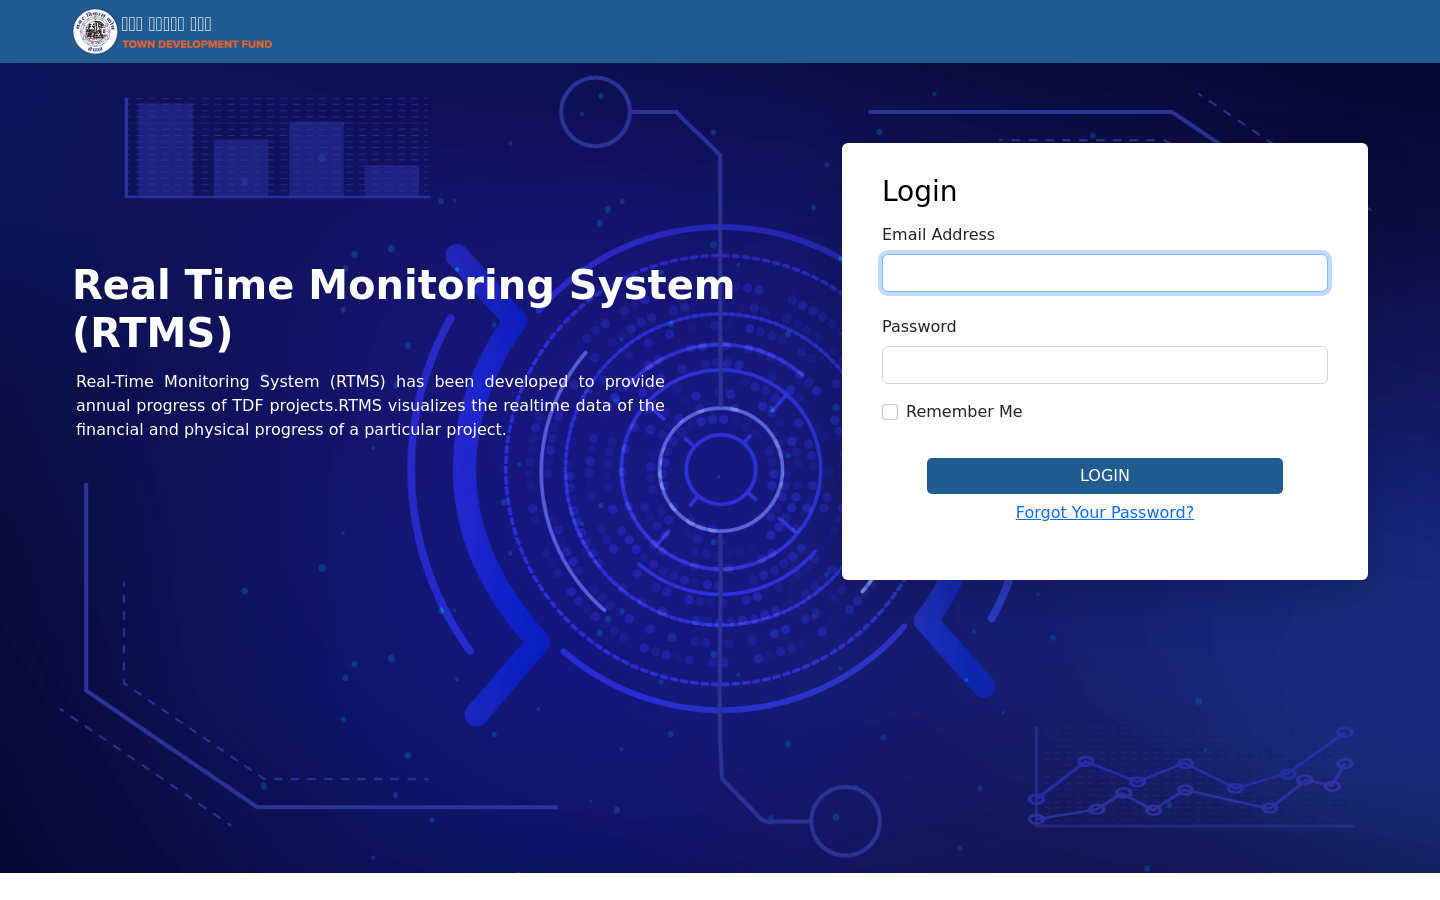 TOWN DEVELOPMENT FUND
Real Time Monitoring System
(RTMS)
Real-Time Monitoring System (RTMS) has been developed to provide
annual progress of TDF projects.RTMS visualizes the realtime data of the
financial and physical progress of a particular project.
Login
Email Address
Password
Remember Me
LOGIN
Forgot Your Password?